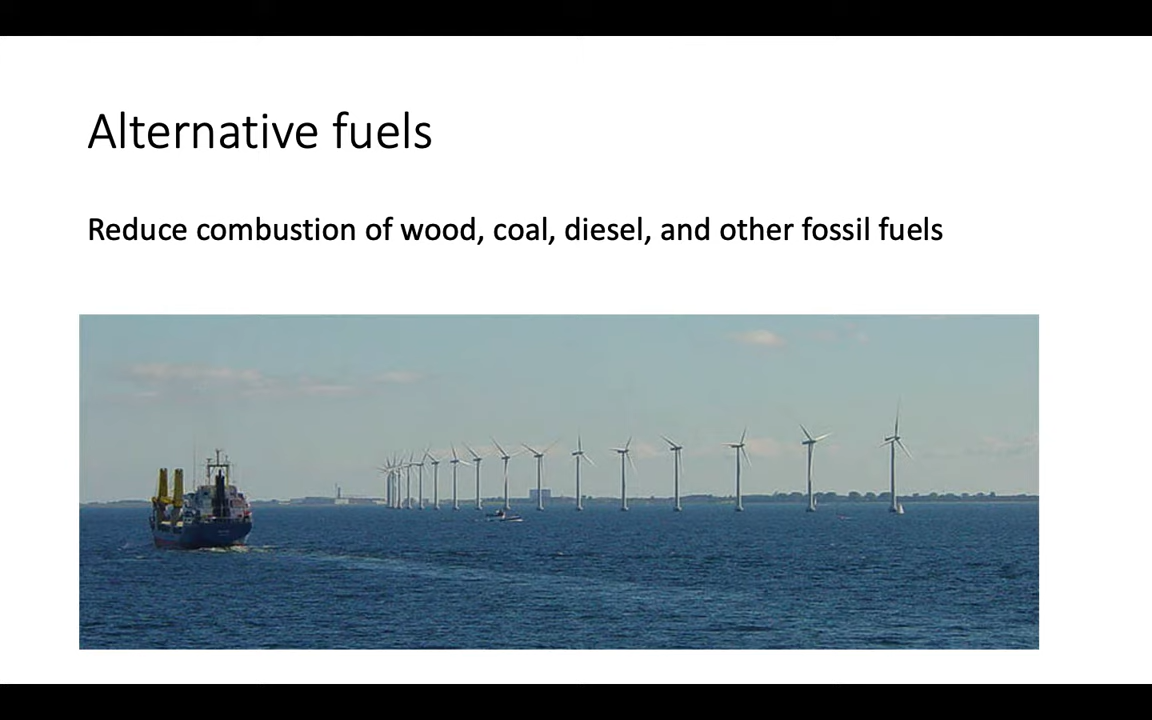 Alternative fuels
Reduce combustion of wood, coal, diesel, and other fossil fuels